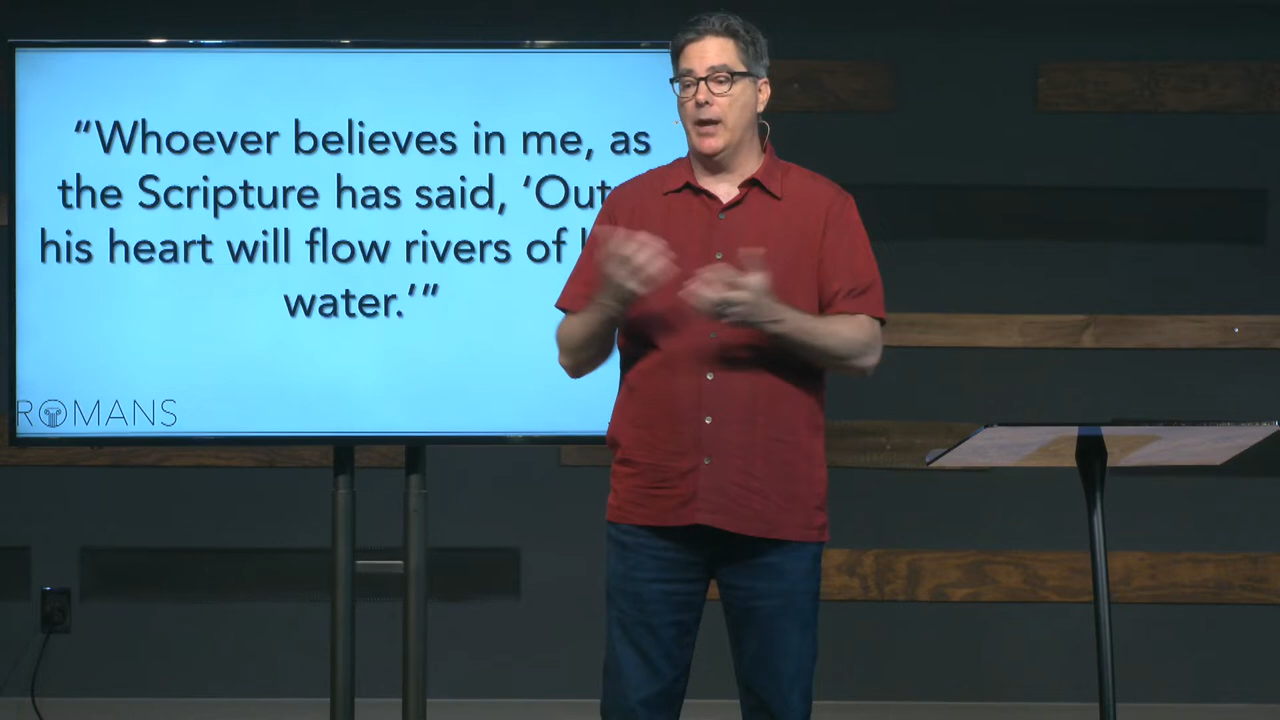 “Whoever believes in me, as
the Scripture has said, ‘Out
his heart will flow rivers of
water.’”
ROMANS